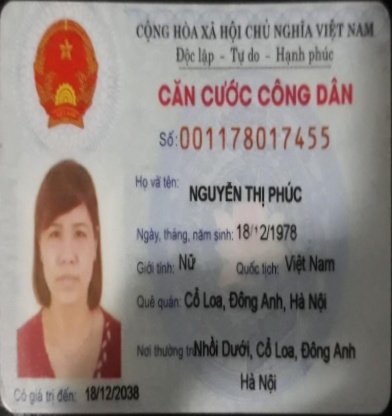 CỘNG HÒA XÃ HỘI CHỦ NGHĨA VIỆT NAM
Độc lập - Tự do - Hạnh phúc
CĂN CƯỚC CÔNG DÂN
Số: 001178017455
Họ và tên:
NGUYỄN THỊ PHÚC
Ngày, tháng, năm sinh: 18/12/1978
Giới tính: Nữ Quốc tịch: Việt Nam
Quê quán: Cổ Loa, Đông Anh, Hà Nội
Nơi thường trú: Nhồi Dưới, Cổ Loa, Đông Anh
Hà Nội
Có giá trị đến: 18/12/2038